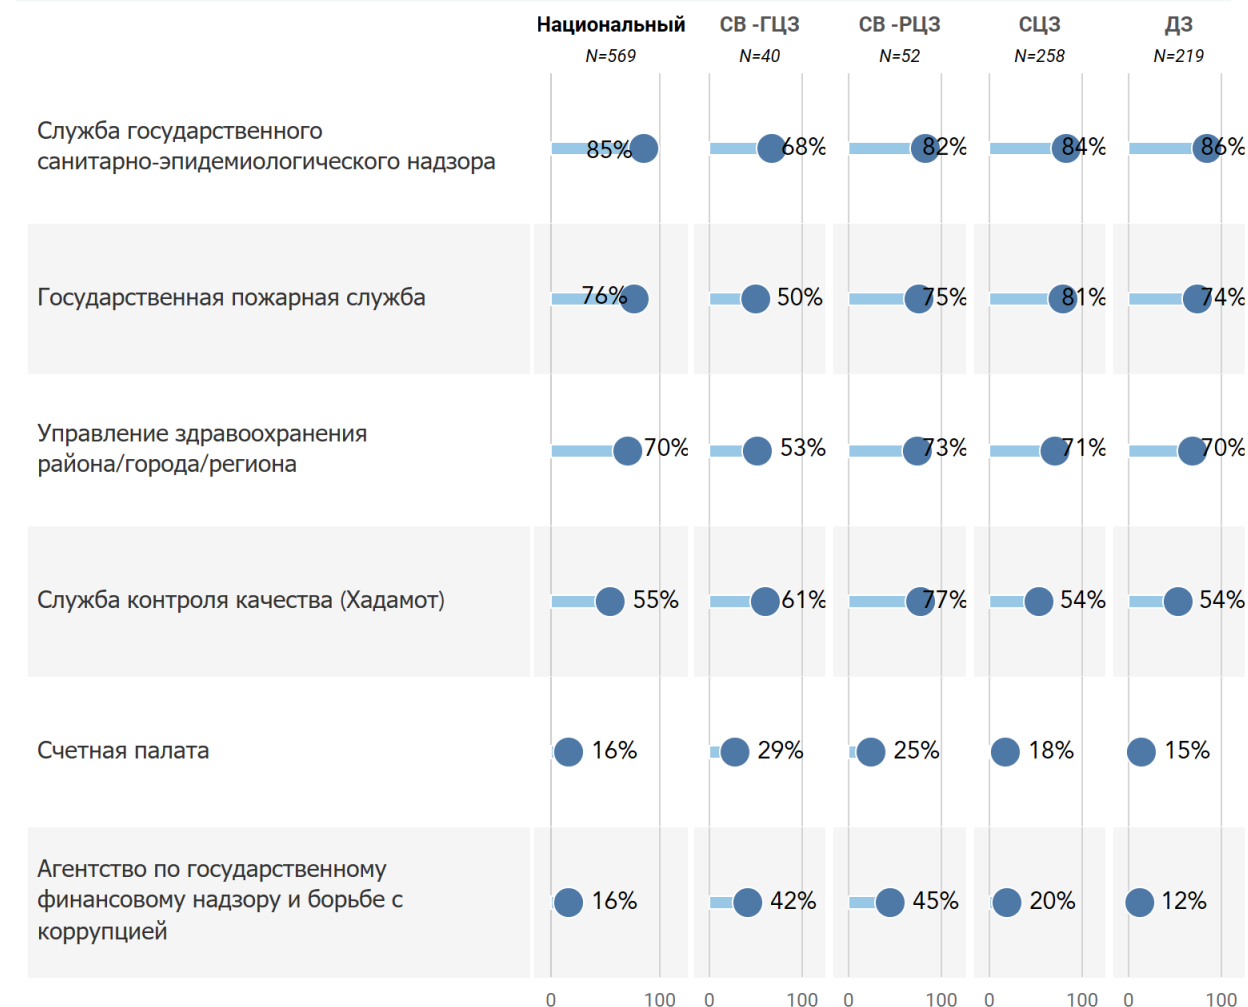 Национальный СВ -ГЦЗ СВ -РЦЗ СЦЗ ДЗ
N=569 N=40 N=52 N=258 N=219
Служба государственного
санитарно-эпидемиологического надзора
85% 68% 82% 84% 86%
Государственная пожарная служба
76% 50% 75% 81% 74%
Управление здравоохранения
района/города/региона
70% 53% 73% 71% 70%
Служба контроля качества (Хадамот)
55% 61% 77% 54% 54%
Счетная палата
16% 29% 25% 18% 15%
Агентство по государственному
финансовому надзору и борьбе с
коррупцией
16% 42% 45% 20% 12%
0 100 0 100 0 100 0 100 0 100